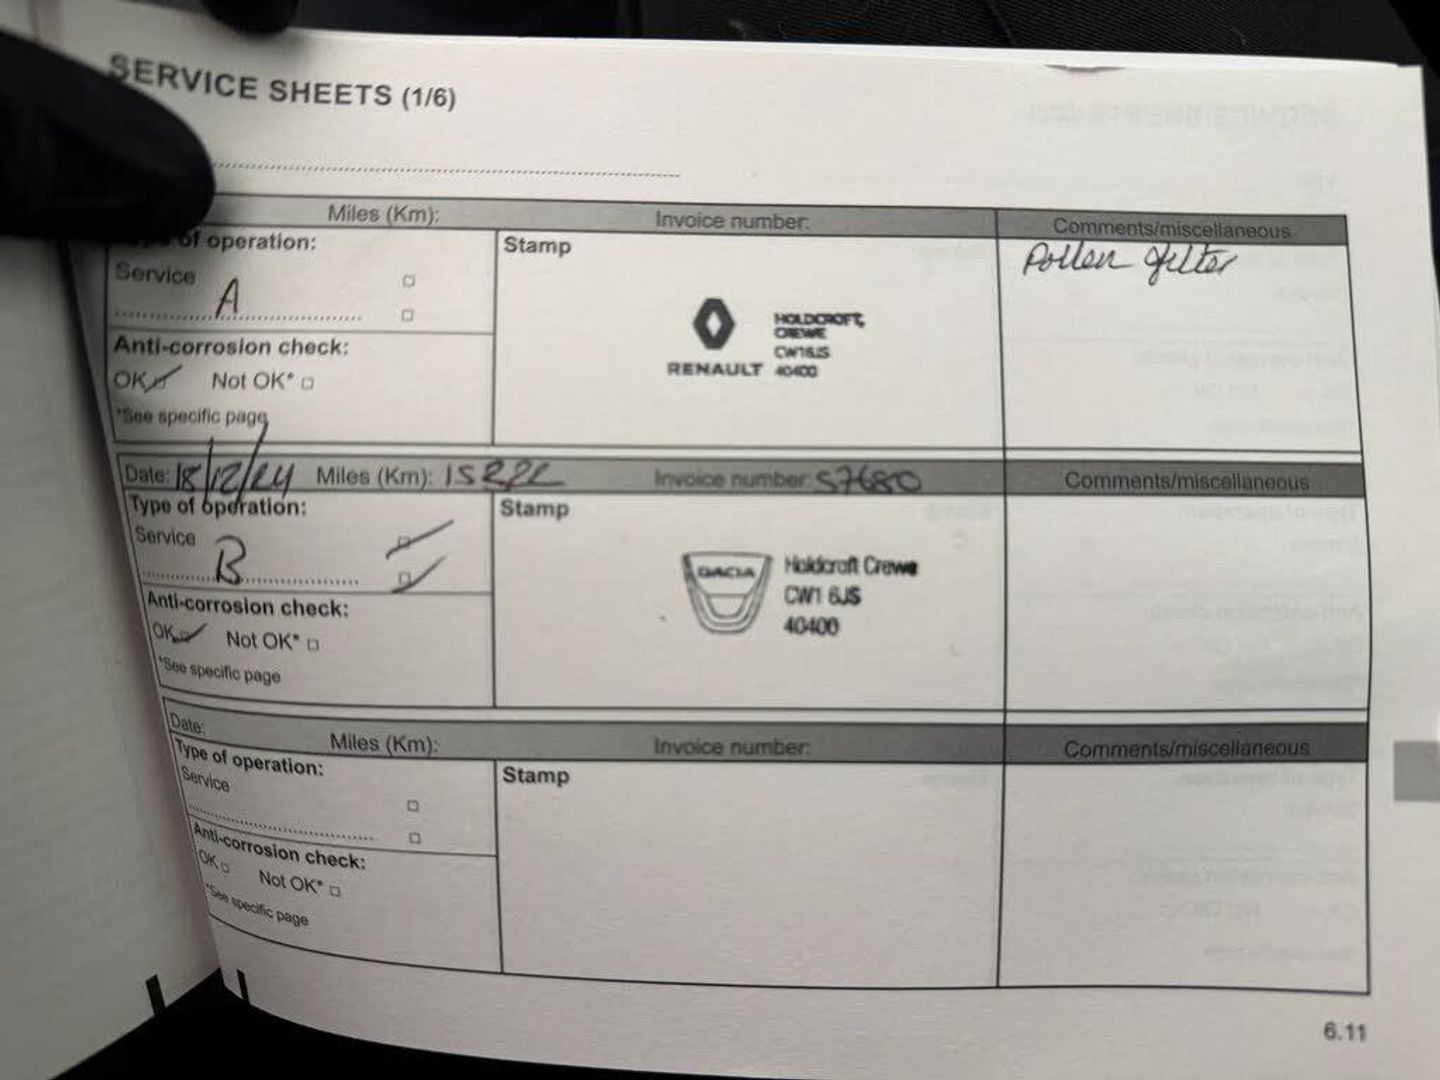 SERVICE SHEETS (1/6)
Miles (Km): Invoice number: Comments/miscellaneous
of operation: Stamp Pollen filter
Service
A
HOLDCROFT,
CREWE
CW16JS
RENAULT 40400
Anti-corrosion check:
OK Not OK*
*See specific page
Date: 18/12/24 Miles (Km): Invoice number: 57680 Comments/miscellaneous
Type of operation: Stamp
Service
B
DACIA Holdcroft Crewe
CW1 6JS
40400
Anti-corrosion check:
OK Not OK*
*See specific page
Date: Miles (Km): Invoice number: Comments/miscellaneous
Type of operation: Stamp
Service
Anti-corrosion check:
OK Not OK*
*See specific page
6.11